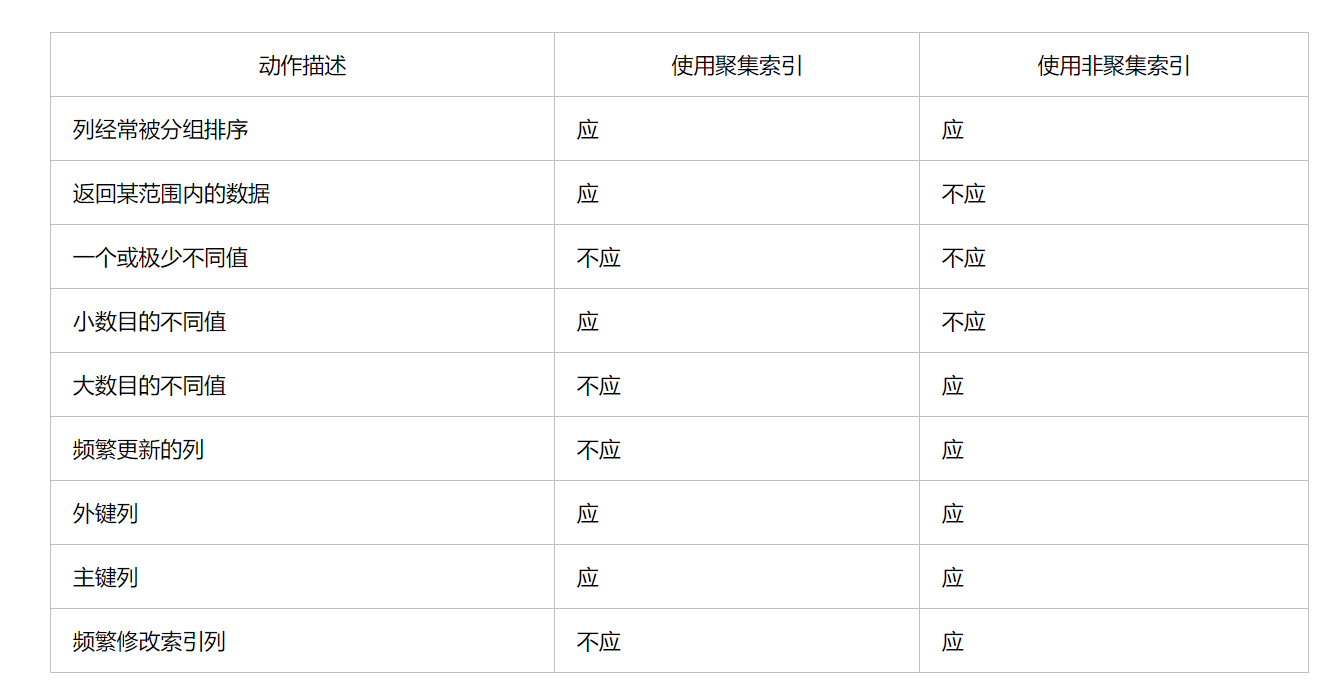 动作描述 使用聚集索引 使用非聚集索引
列经常被分组排序 应 应
返回某范围内的数据 应 不应
一个或极少不同值 不应 不应
小数目的不同值 应 不应
大数目的不同值 不应 应
频繁更新的列 不应 应
外键列 应 应
主键列 应 应
频繁修改索引列 不应 应